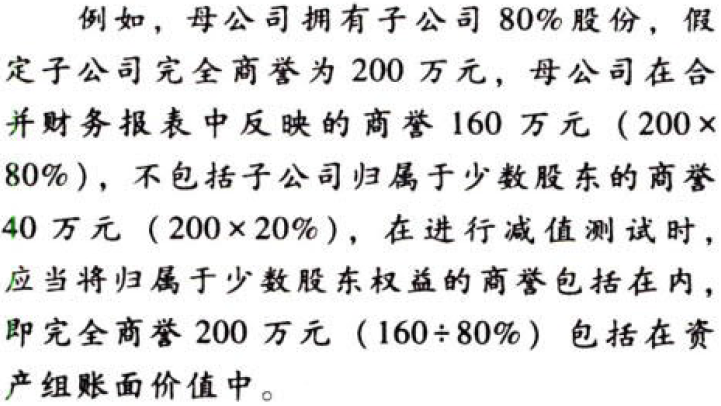 例如，母公司拥有子公司 80%股份，假
定子公司完全商誉为 200 万元，母公司在合
并财务报表中反映的商誉 160 万元（200×
80%），不包括子公司归属于少数股东的商誉
40 万元（200×20%），在进行减值测试时，
应当将归属于少数股东权益的商誉包括在内，
即完全商誉 200 万元（160÷80%）包括在资
产组账面价值中。